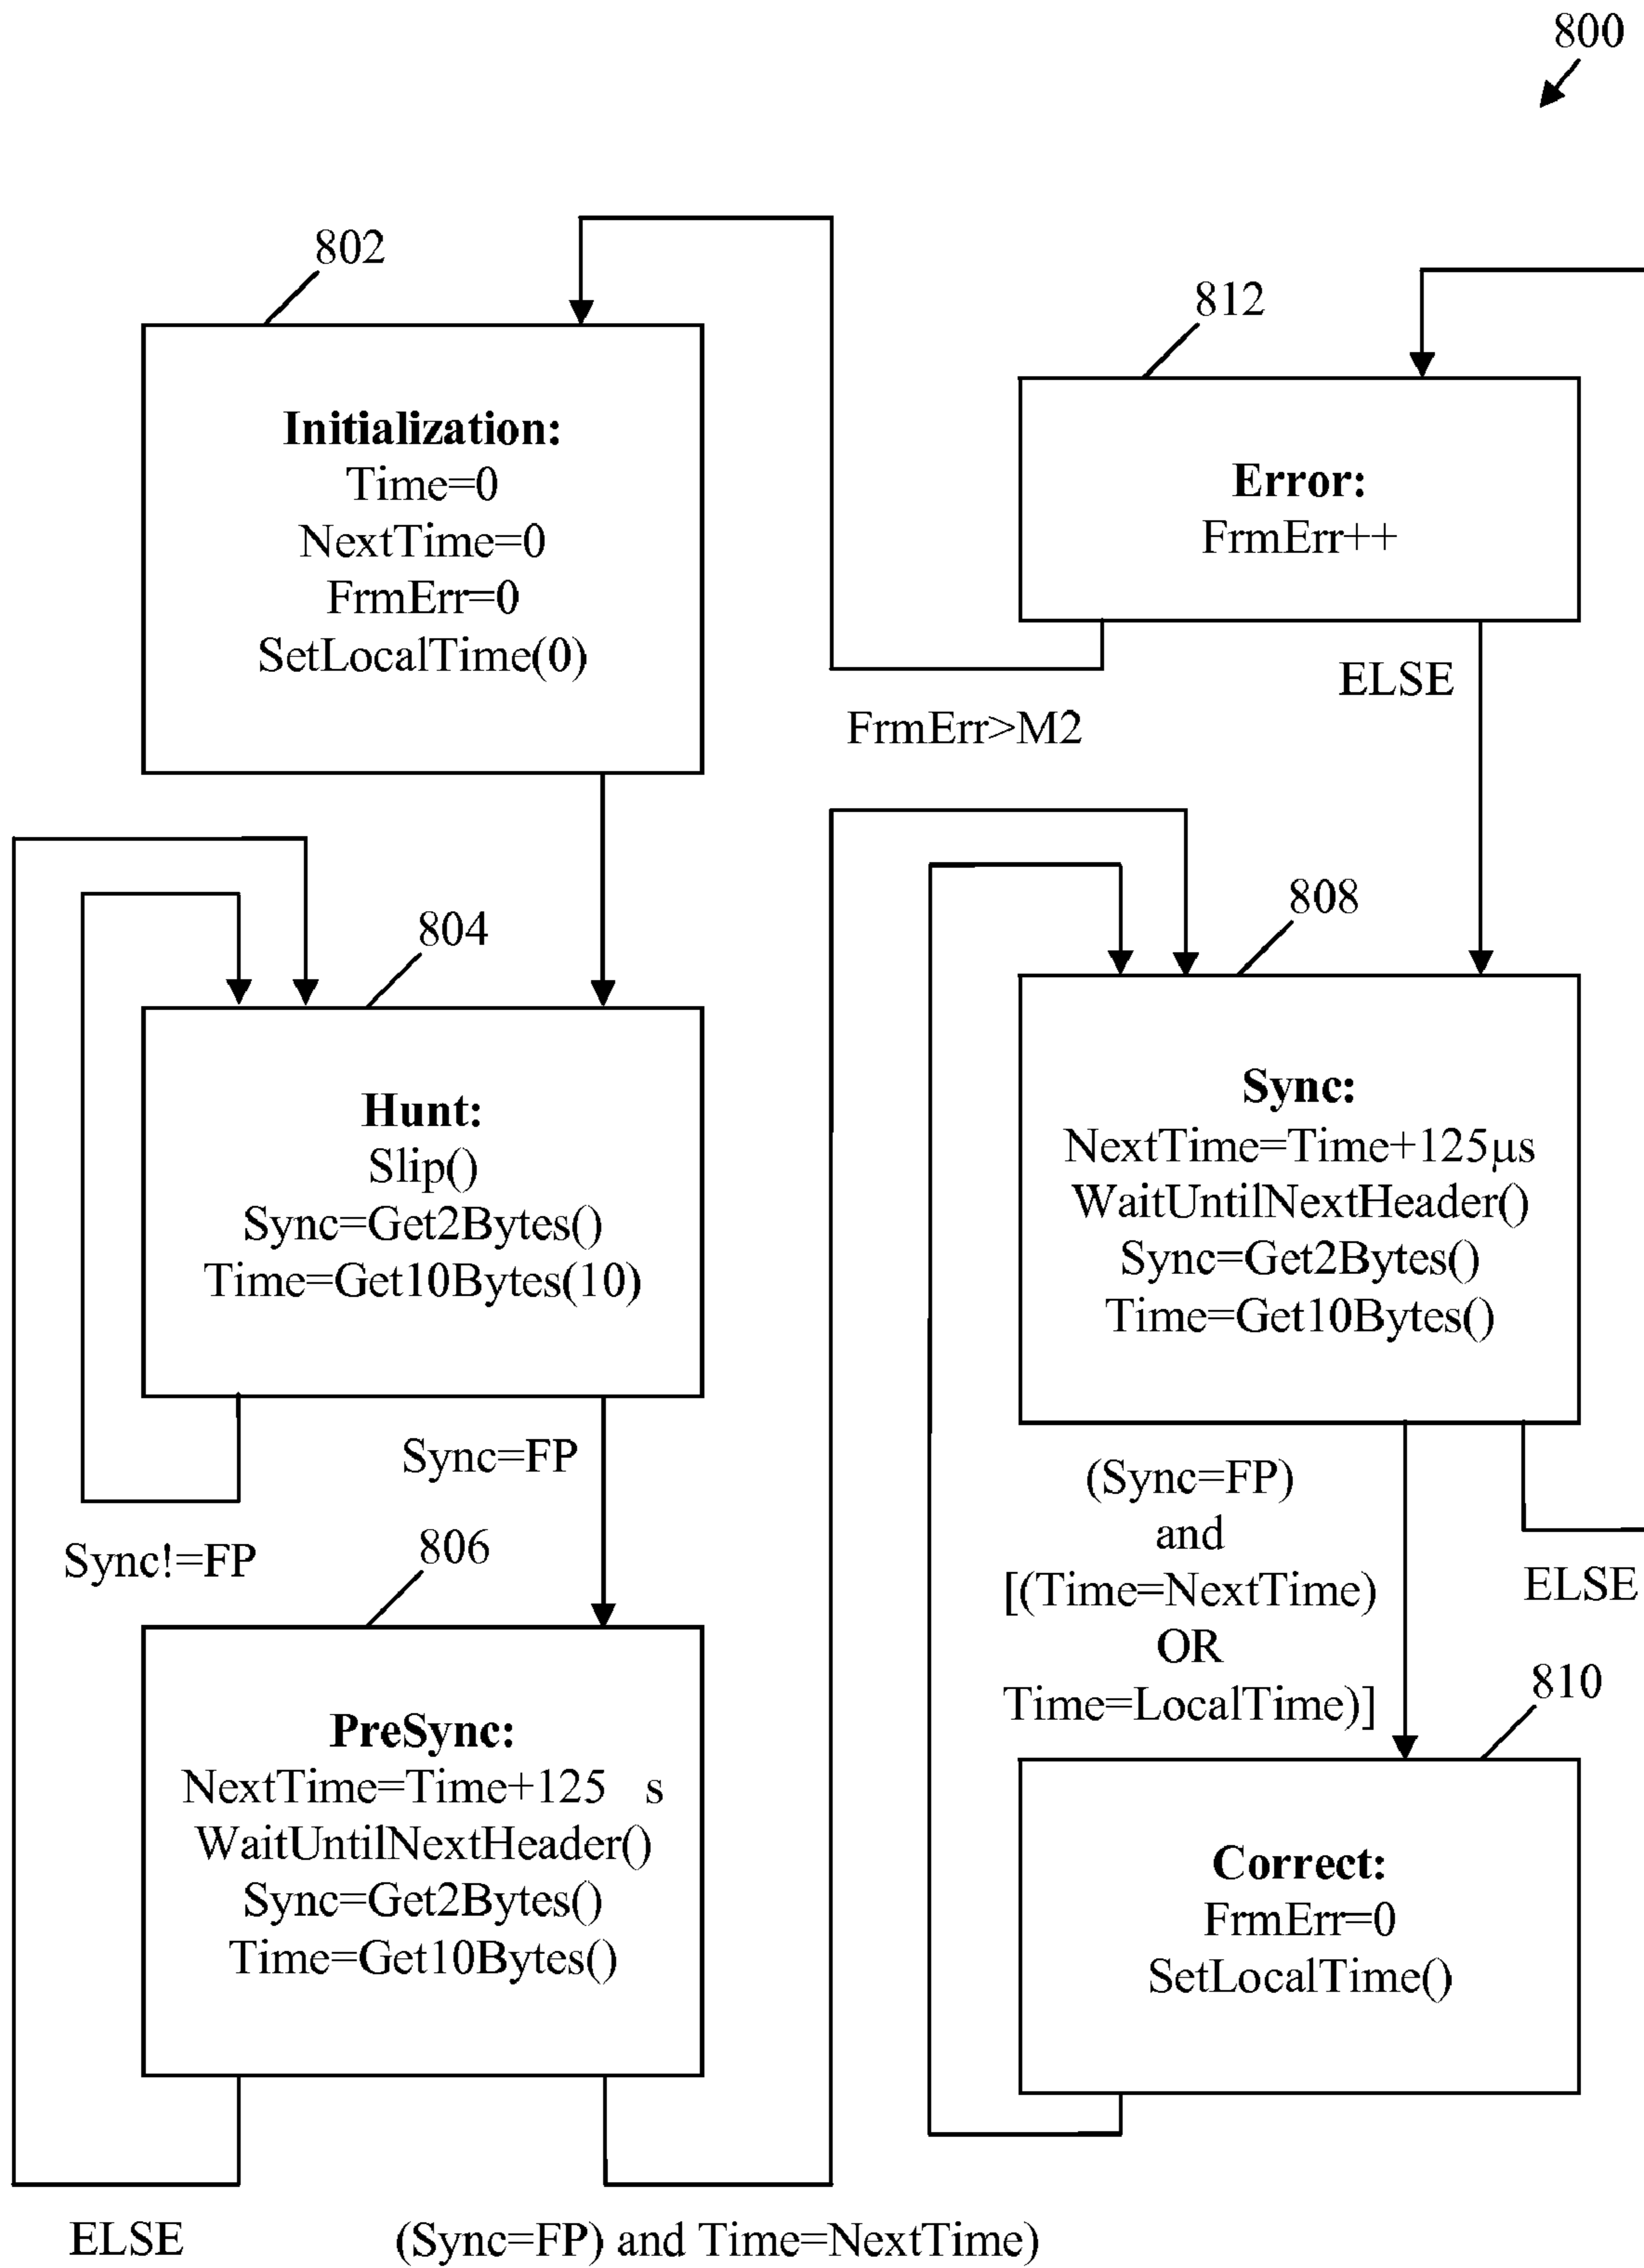 800
802
Initialization:
Time=0
NextTime=0
FrmErr=0
SetLocalTime(0)
812
Error:
FrmErr++
FrmErr>M2
ELSE
804
Hunt:
Slip()
Sync=Get2Bytes()
Time=Get10Bytes(10)
Sync!=FP
Sync=FP
806
PreSync:
NextTime=Time+125 s
WaitUntilNextHeader()
Sync=Get2Bytes()
Time=Get10Bytes()
ELSE
(Sync=FP) and Time=NextTime)
808
Sync:
NextTime=Time+125μs
WaitUntilNextHeader()
Sync=Get2Bytes()
Time=Get10Bytes()
(Sync=FP)
and
[(Time=NextTime)
OR
Time=LocalTime)]
ELSE
810
Correct:
FrmErr=0
SetLocalTime()